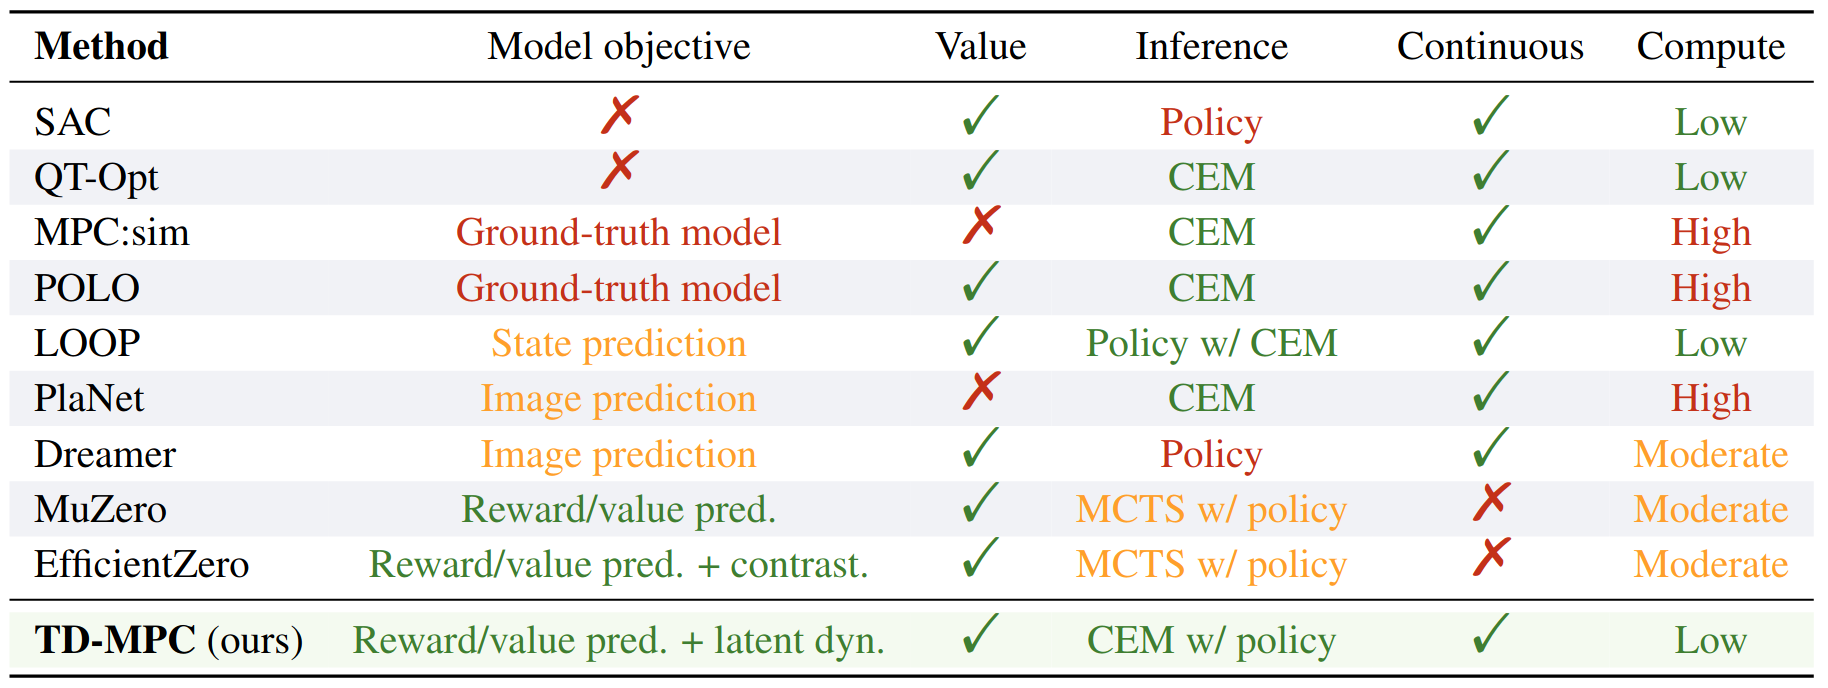 Method Model objective Value Inference Continuous Compute
SAC ✗ ✓ Policy ✓ Low
QT-Opt ✗ ✓ CEM ✓ Low
MPC:sim Ground-truth model ✗ CEM ✓ High
POLO Ground-truth model ✓ CEM ✓ High
LOOP State prediction ✓ Policy w/ CEM ✓ Low
PlaNet Image prediction ✗ CEM ✓ High
Dreamer Image prediction ✓ Policy ✓ Moderate
MuZero Reward/value pred. ✓ MCTS w/ policy ✗ Moderate
EfficientZero Reward/value pred. + contrast. ✓ MCTS w/ policy ✗ Moderate
TD-MPC (ours) Reward/value pred. + latent dyn. ✓ CEM w/ policy ✓ Low